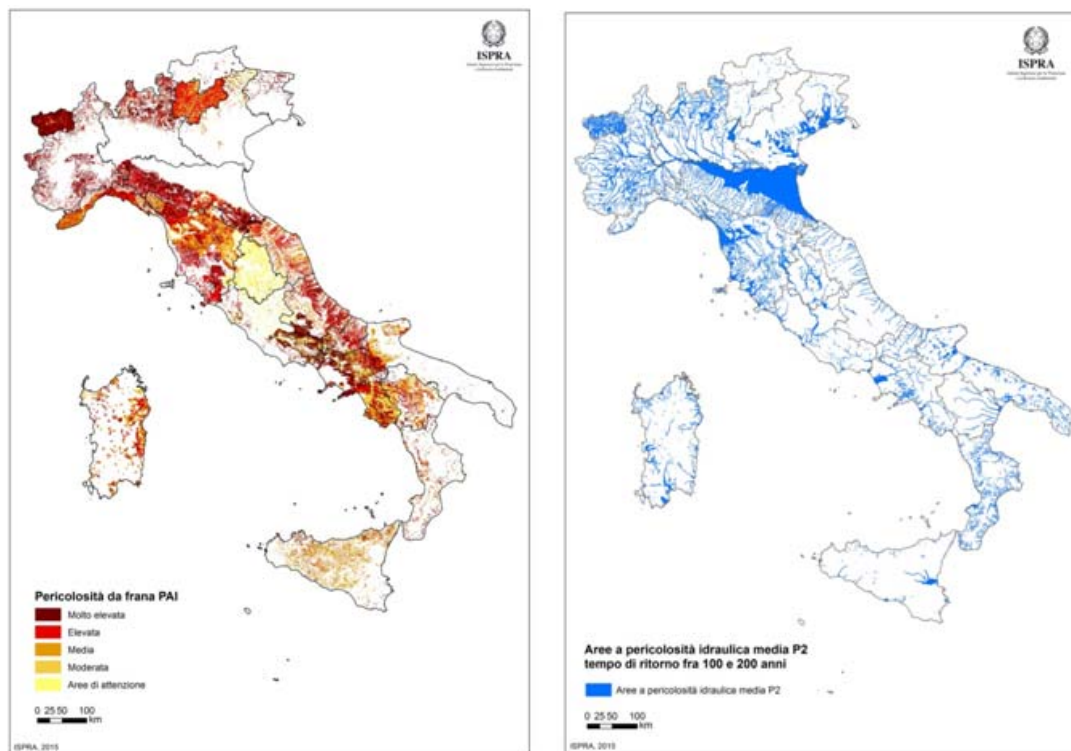 ISPRA
Pericolosità da frana PAI
Molto elevata
Elevata
Media
Moderata
Aree di attenzione
0 25 50 100
km
ISPRA, 2015
ISPRA
Aree a pericolosità idraulica media P2
tempo di ritorno fra 100 e 200 anni
Aree a pericolosità idraulica media P2
0 25 50 100
km
ISPRA, 2015